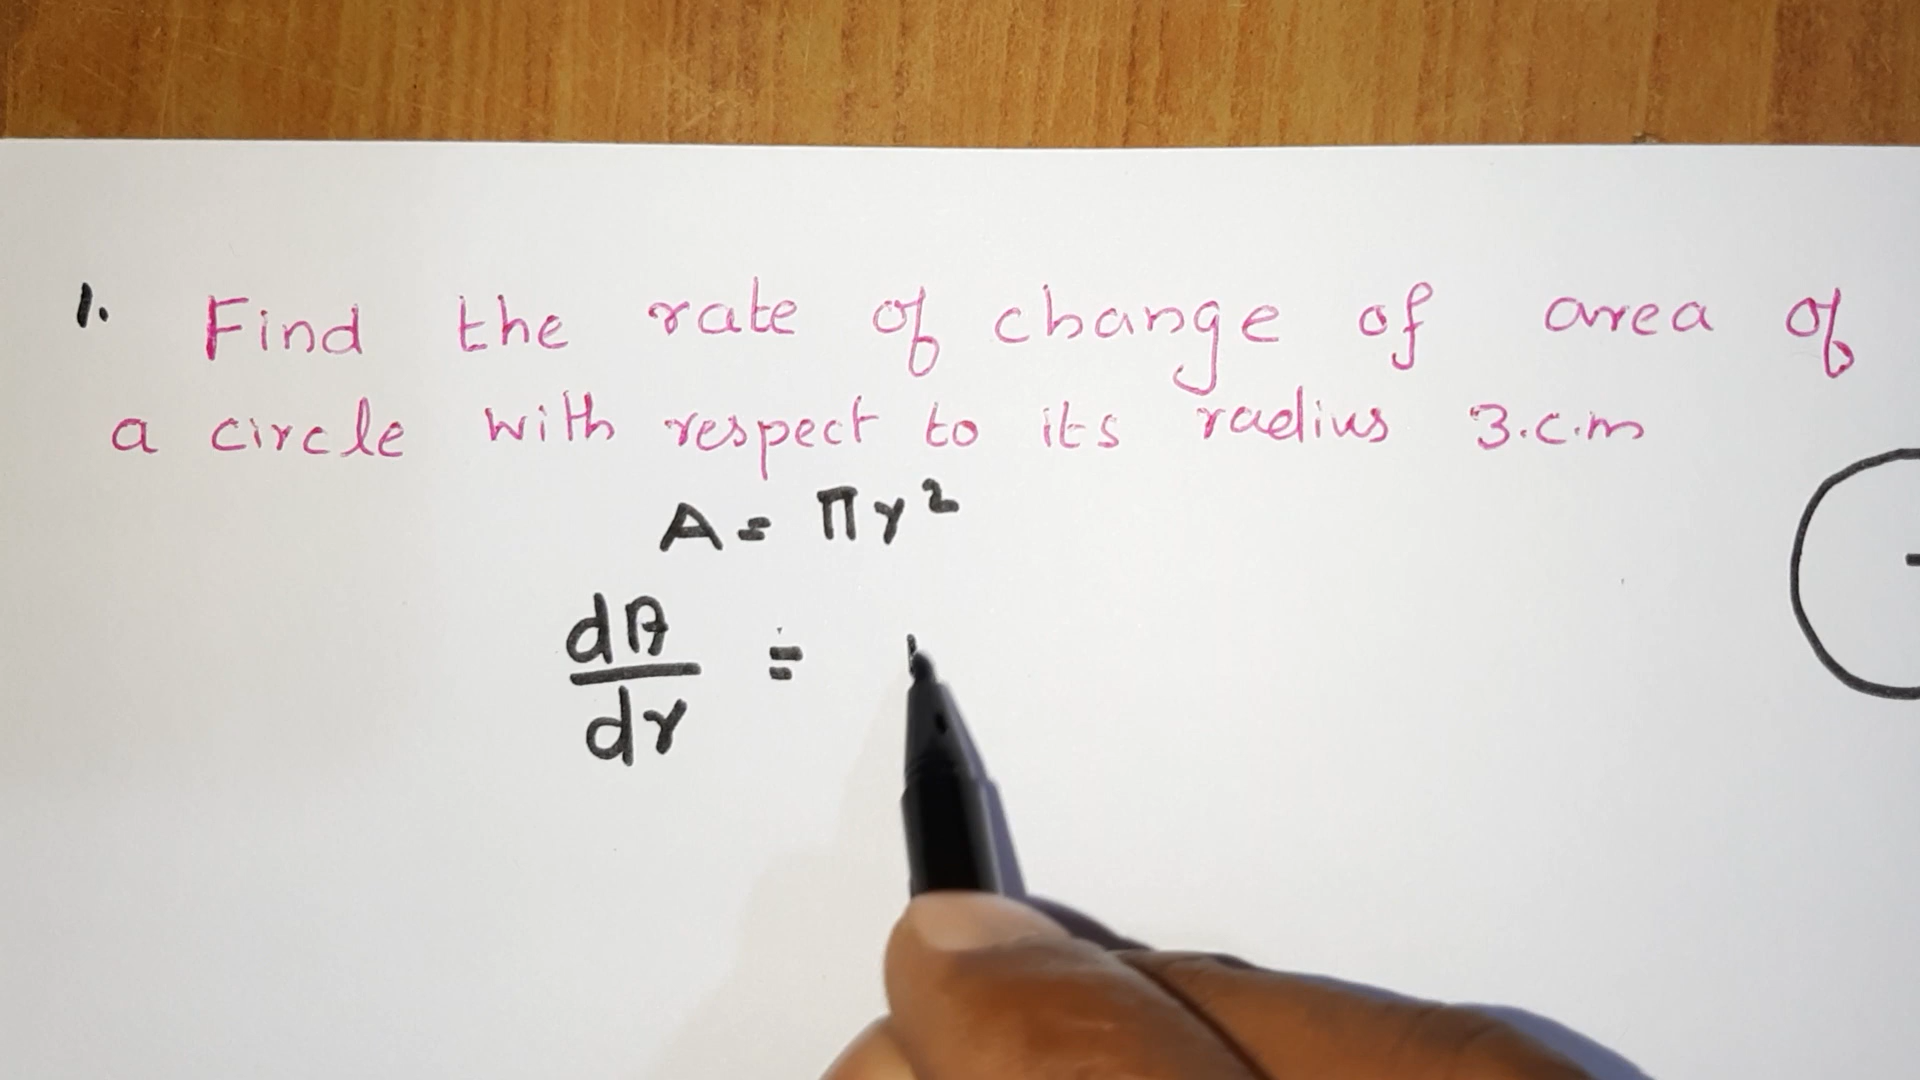 1. Find the rate of change of area of
a circle with respect to its radius 3.c.m
A = πr²
dA
dr
=